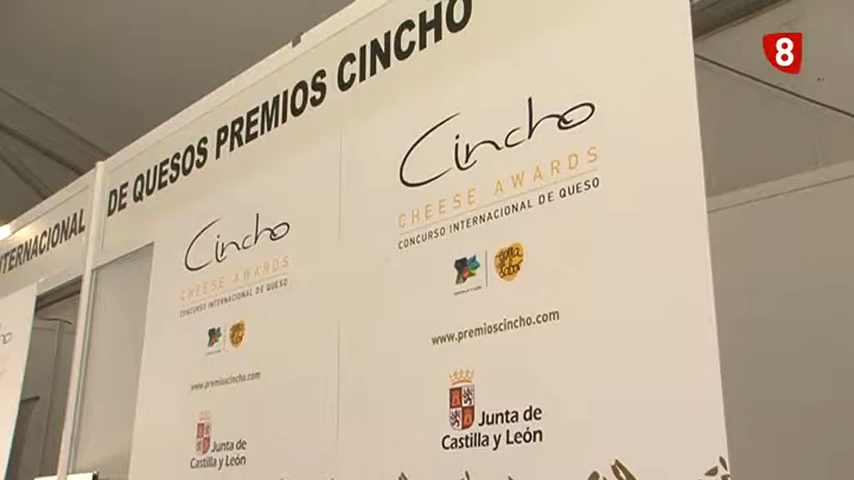 8
NTERNACIONAL
DE QUESOS PREMIOS CINCHO
Cincho
CHEESE AWARDS
CONCURSO INTERNACIONAL DE QUESO
www.premioscincho.com
Junta de
Castilla y León
Cincho
CHEESE AWARDS
CONCURSO INTERNACIONAL DE QUESO
www.premioscincho.com
Junta de
Castilla y León